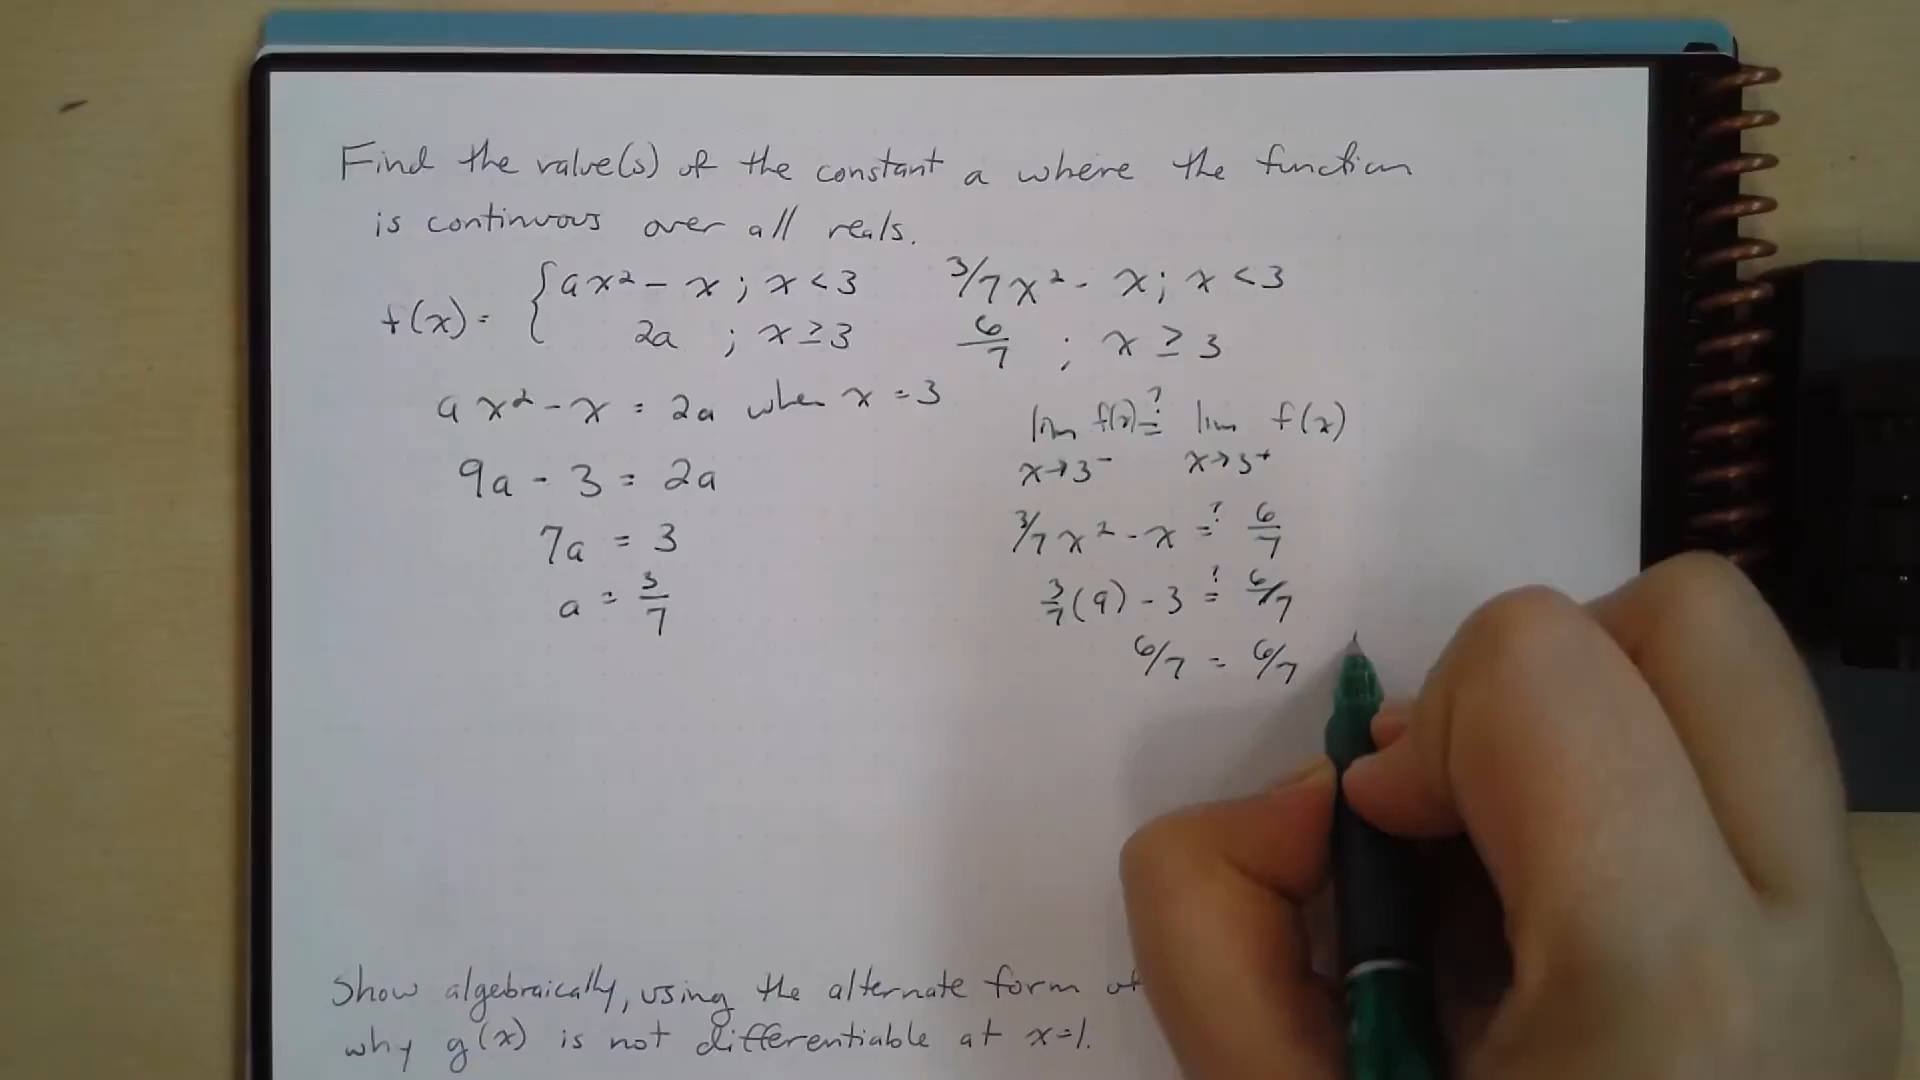 Find the value(s) of the constant a where the function
is continuous over all reals.
f(x) = { ax² - x ; x < 3
2a ; x ≥ 3
3/7 x² - x ; x < 3
6/7 ; x ≥ 3
ax² - x = 2a when x = 3
9a - 3 = 2a
7a = 3
a = 3/7
lim f(x) ?= lim f(x)
x→3⁻ x→3⁺
3/7 x² - x ?= 6/7
3/7 (9) - 3 ?= 6/7
6/7 = 6/7
Show algebraically, using the alternate form of
why g(x) is not differentiable at x=1.